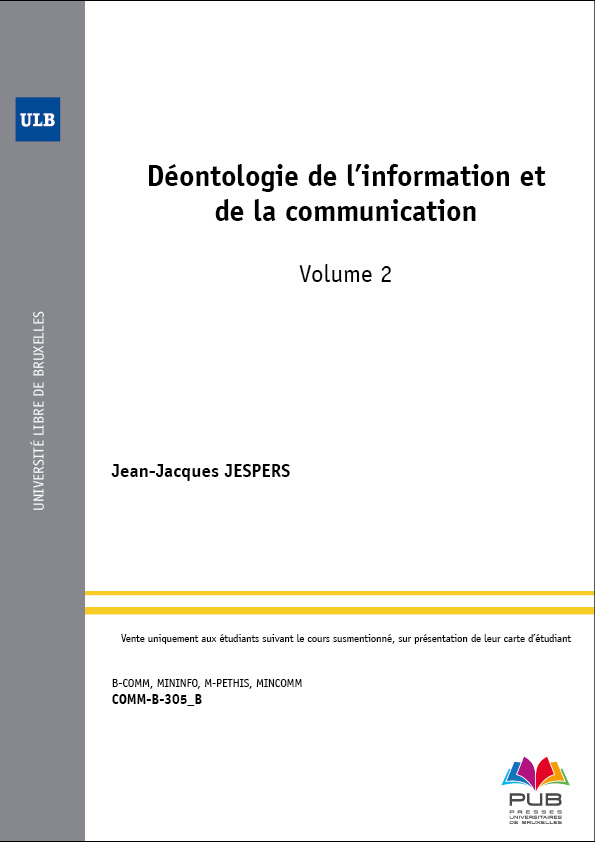 ULB
Déontologie de l’information et
de la communication
Volume 2
UNIVERSITÉ LIBRE DE BRUXELLES
Jean-Jacques JESPERS
Vente uniquement aux étudiants suivant le cours susmentionné, sur présentation de leur carte d’étudiant
B-COMM, MININFO, M-PETHIS, MINCOMM
COMM-B-305_B
PUB
PRESSES
UNIVERSITAIRES
DE BRUXELLES